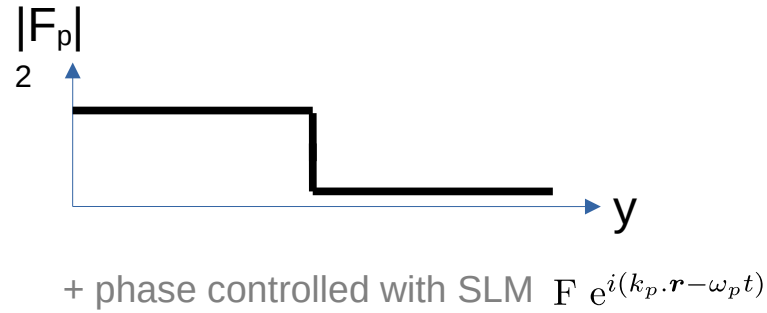 |Fₚ|
2
y
+ phase controlled with SLM F e^{i(k_p.r−ω_p t)}